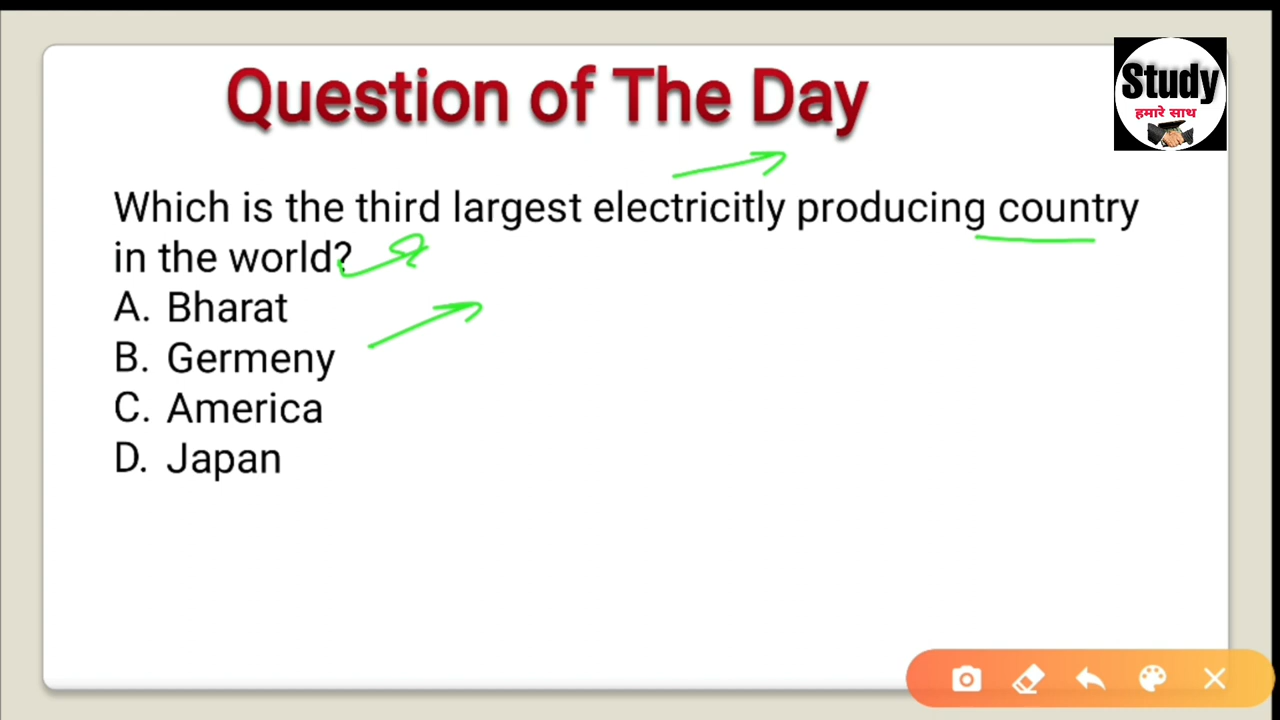 Question of The Day
Study
हमारे साथ
Which is the third largest electricitly producing country
in the world?
A. Bharat
B. Germeny
C. America
D. Japan